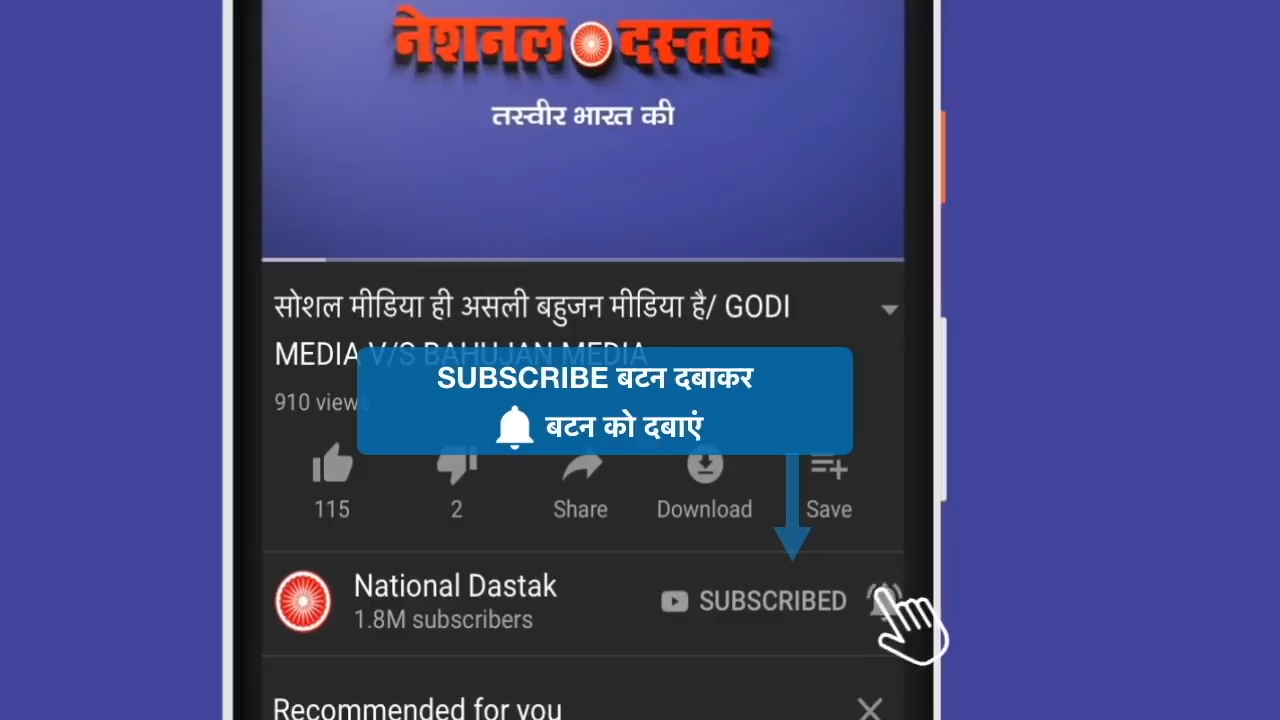 नेशनल दस्तक
तस्वीर भारत की
सोशल मीडिया ही असली बहुजन मीडिया है/ GODI
MEDIA V/S BAHUJAN MEDIA
910 views
SUBSCRIBE बटन दबाकर
बटन को दबाएं
115
2
Share
Download
Save
National Dastak
1.8M subscribers
SUBSCRIBED
Recommended for you